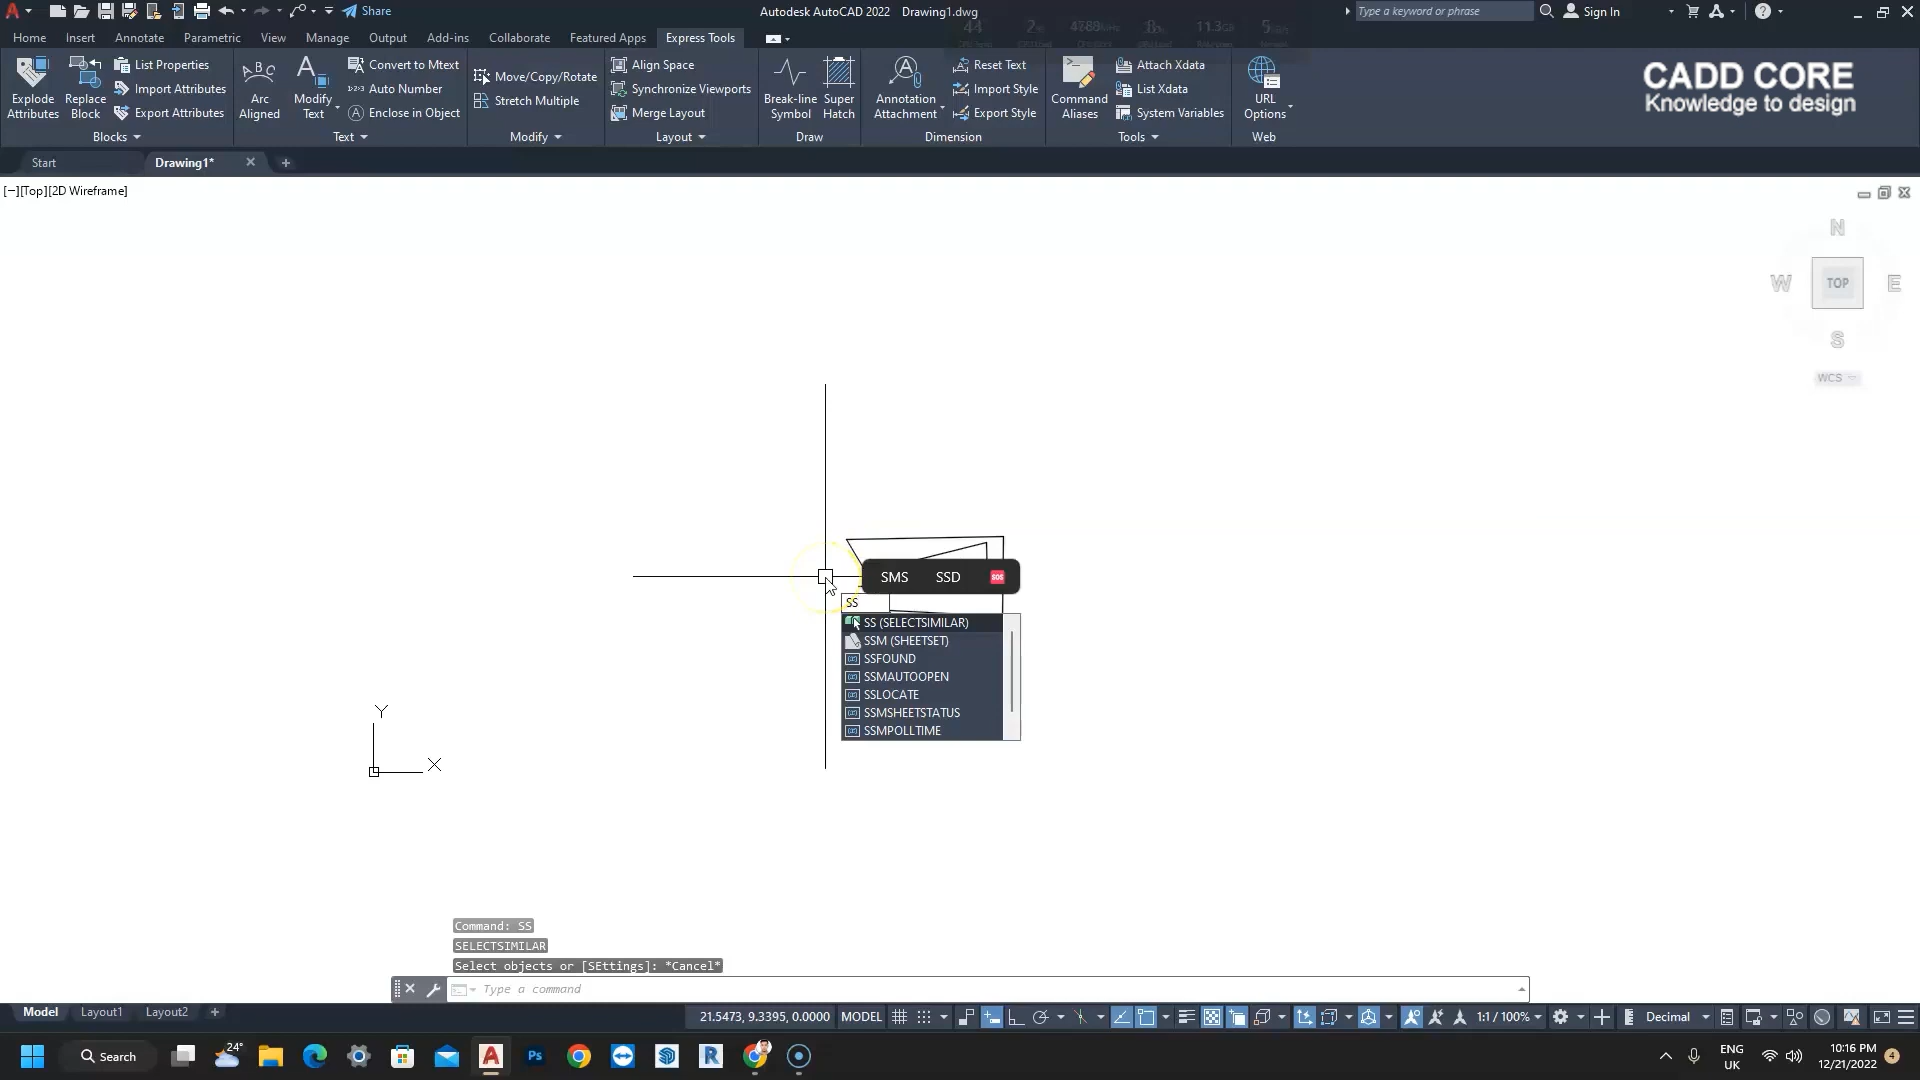 Share
Autodesk AutoCAD 2022 Drawing1.dwg
Type a keyword or phrase
Sign In
Home Insert Annotate Parametric View Manage Output Add-ins Collaborate Featured Apps Express Tools
Explode Attributes
Replace Block
List Properties
Import Attributes
Export Attributes
Blocks
ABC
Arc Aligned
Modify Text
Convert to Mtext
Auto Number
Enclose in Object
Text
Move/Copy/Rotate
Stretch Multiple
Modify
Align Space
Synchronize Viewports
Merge Layout
Layout
Break-line Symbol
Super Hatch
Draw
Annotation Attachment
Reset Text
Import Style
Export Style
Dimension
Command Aliases
Attach Xdata
List Xdata
System Variables
Tools
URL Options
Web
CADD CORE
Knowledge to design
Start
Drawing1*
[−][Top][2D Wireframe]
N
W TOP E
S
WCS
SMS SSD SOS
SS
SS (SELECTSIMILAR)
SSM (SHEETSET)
SSFOUND
SSMAUTOOPEN
SSLOCATE
SSMSHEETSTATUS
SSMPOLLTIME
Y
X
Command: SS
SELECTSIMILAR
Select objects or [SEttings]: *Cancel*
Type a command
Model Layout1 Layout2
21.5473, 9.3395, 0.0000 MODEL 1:1 / 100% Decimal
Search
24°
Ps
R
ENG
UK
10:16 PM
12/21/2022
4